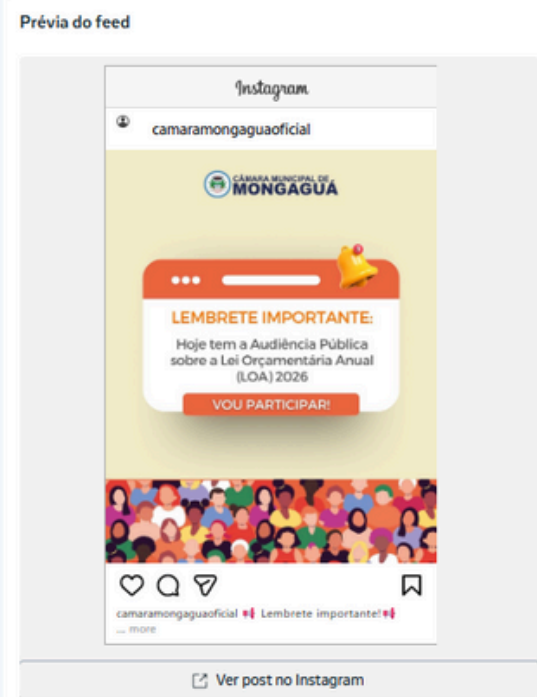 Prévia do feed
Instagram
camaramongaguaoficial
CÂMARA MUNICIPAL DE
MONGAGUÁ
LEMBRETE IMPORTANTE:
Hoje tem a Audiência Pública
sobre a Lei Orçamentária Anual
(LOA) 2026
VOU PARTICIPAR!
camaramongaguaoficial 📢 Lembrete importante!📢
... more
Ver post no Instagram